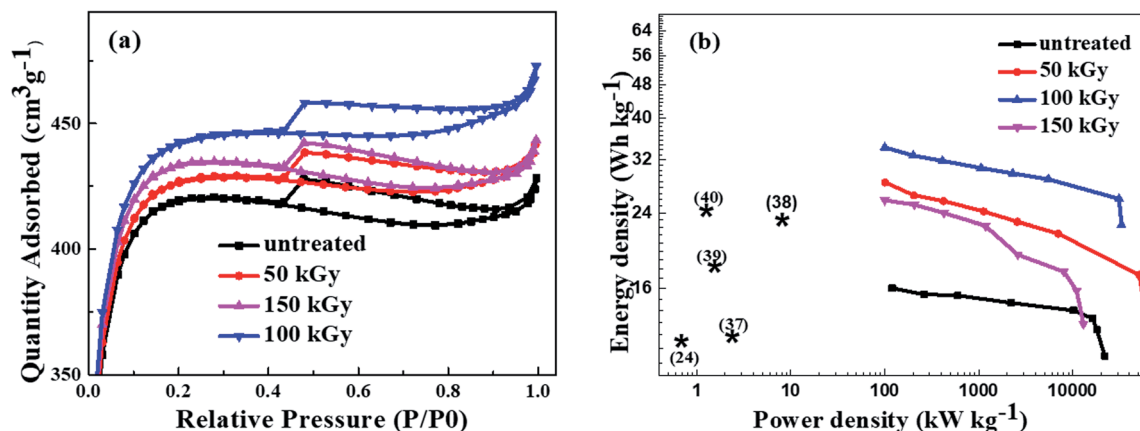 (a)
Quantity Adsorbed (cm3g-1)
450
400
350
0.0 0.2 0.4 0.6 0.8 1.0
Relative Pressure (P/P0)
untreated
50 kGy
150 kGy
100 kGy
(b)
Energy density (Wh kg-1)
64
56
48
40
32
24
16
1 10 100 1000 10000
Power density (kW kg-1)
untreated
50 kGy
100 kGy
150 kGy
(40)
(38)
(39)
(37)
(24)